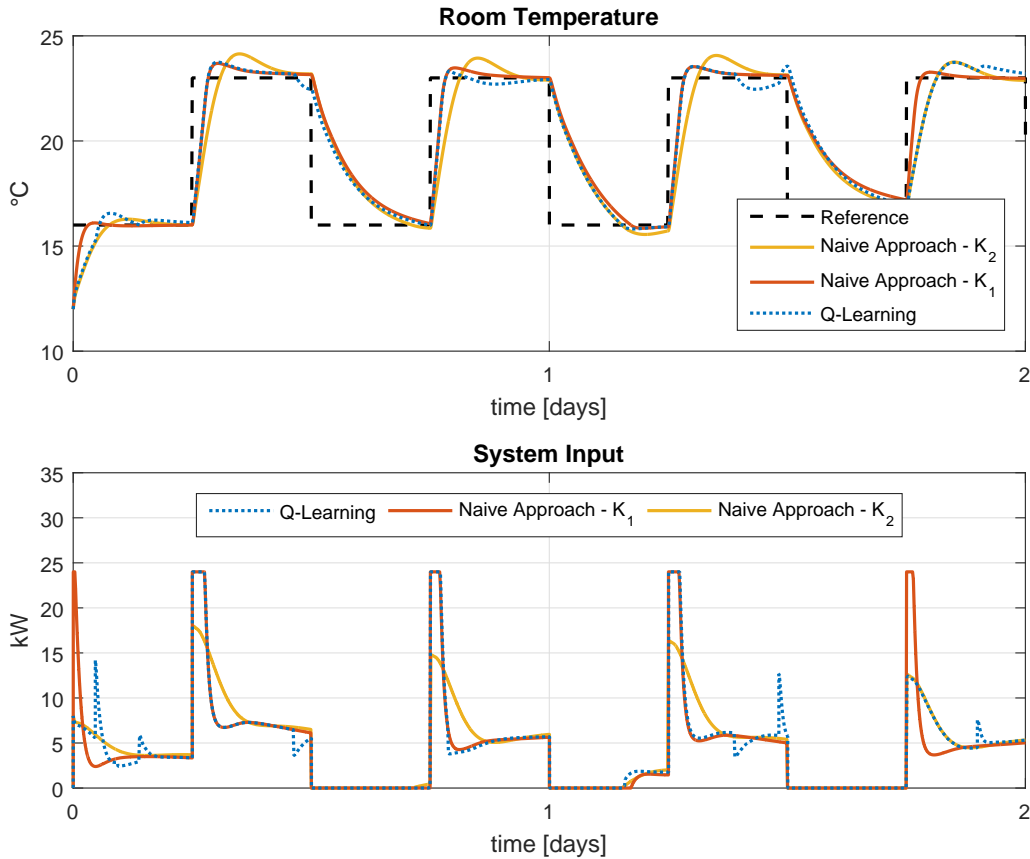 Room Temperature
25
20
15
10
°C
0
1
2
time [days]
Reference
Naive Approach - K2
Naive Approach - K1
Q-Learning
System Input
35
30
25
20
15
10
5
0
kW
Q-Learning Naive Approach - K1 Naive Approach - K2
0
1
2
time [days]